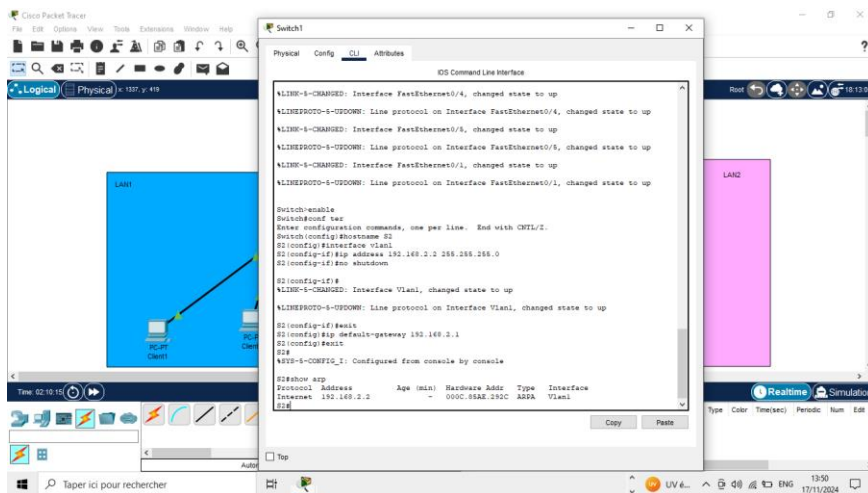 Cisco Packet Tracer
File Edit Options View Tools Extensions Window Help
Logical Physical x: 1337, y: 419
Root 18:13:0
LAN1
LAN2
PC-PT
Client1
Switch1
Physical Config CLI Attributes
IOS Command Line Interface
%LINK-5-CHANGED: Interface FastEthernet0/4, changed state to up
%LINEPROTO-5-UPDOWN: Line protocol on Interface FastEthernet0/4, changed state to up
%LINK-5-CHANGED: Interface FastEthernet0/5, changed state to up
%LINEPROTO-5-UPDOWN: Line protocol on Interface FastEthernet0/5, changed state to up
%LINK-5-CHANGED: Interface FastEthernet0/1, changed state to up
%LINEPROTO-5-UPDOWN: Line protocol on Interface FastEthernet0/1, changed state to up
Switch>enable
Switch#conf ter
Enter configuration commands, one per line. End with CNTL/Z.
Switch(config)#hostname S2
S2(config)#interface vlan1
S2(config-if)#ip address 192.168.2.2 255.255.255.0
S2(config-if)#no shutdown
S2(config-if)#
%LINK-5-CHANGED: Interface Vlan1, changed state to up
%LINEPROTO-5-UPDOWN: Line protocol on Interface Vlan1, changed state to up
S2(config-if)#exit
S2(config)#ip default-gateway 192.168.2.1
S2(config)#exit
S2#
%SYS-5-CONFIG_I: Configured from console by console
S2#show arp
Protocol Address Age (min) Hardware Addr Type Interface
Internet 192.168.2.2 - 000C.85AE.292C ARPA Vlan1
S2#
Copy Paste
Top
Time: 02:10:15
Realtime Simulation
Type Color Time(sec) Periodic Num Edit
Taper ici pour rechercher
UV é... ENG
13:50
17/11/2024